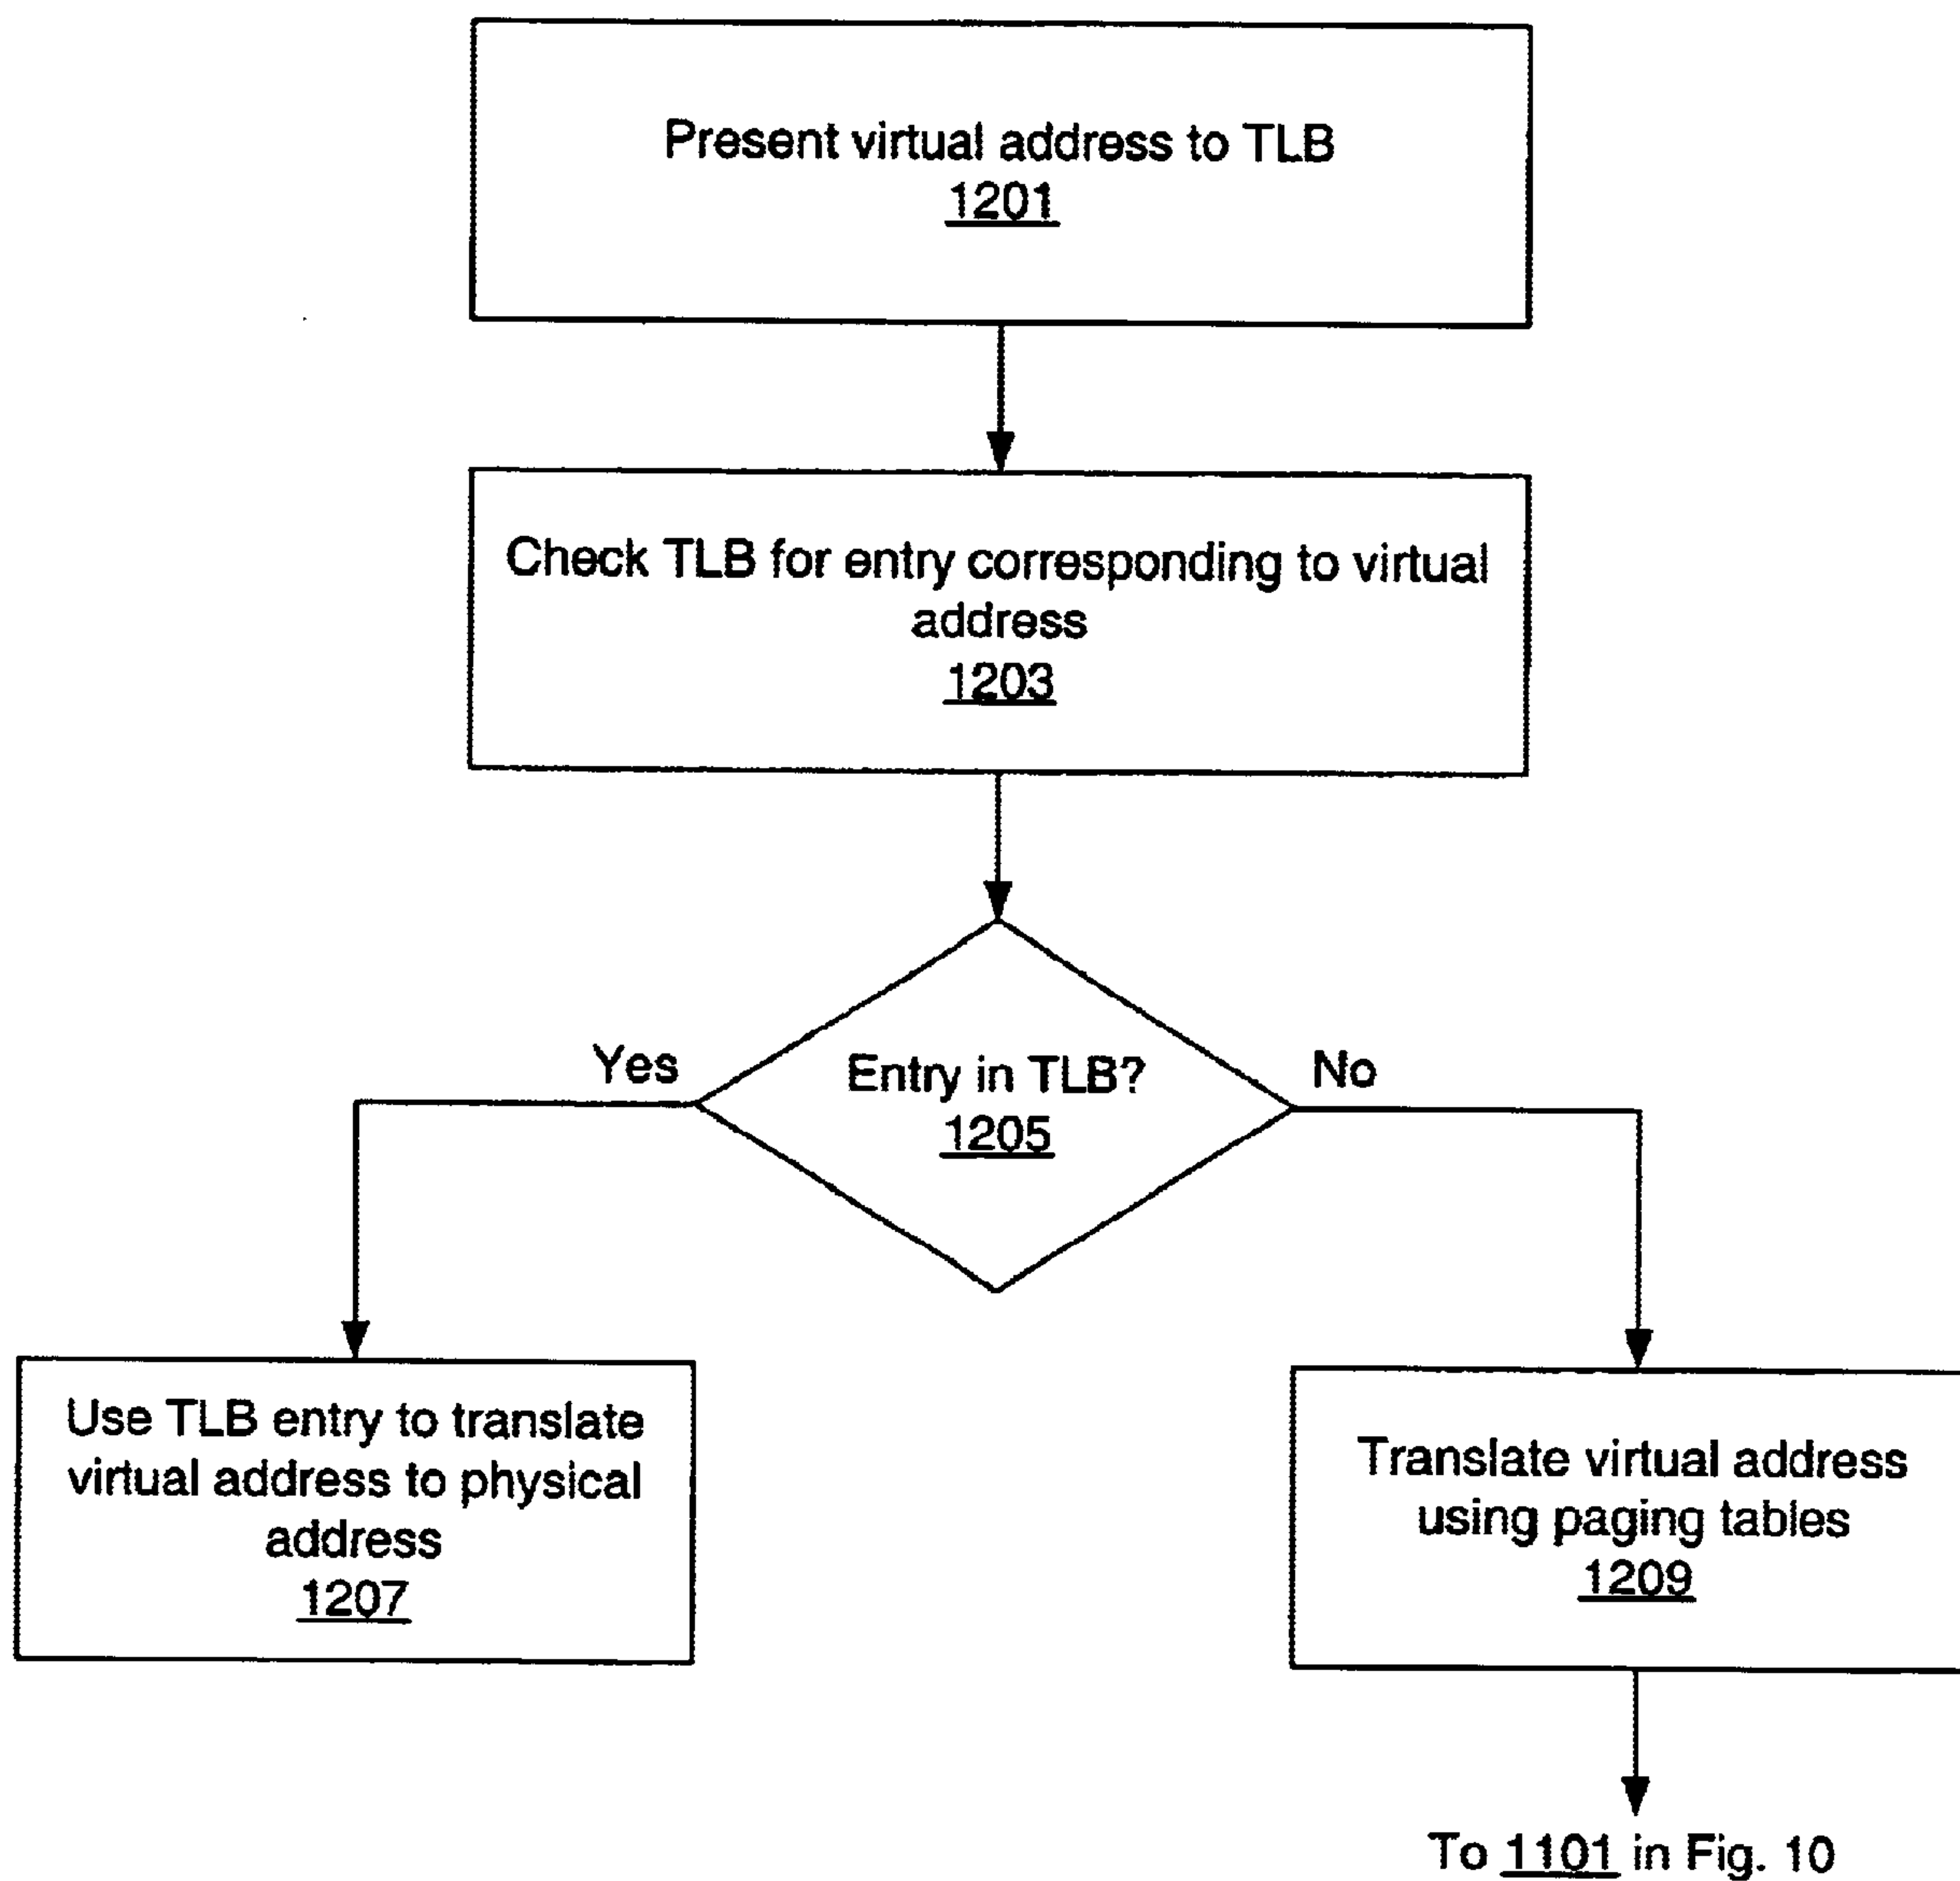 Present virtual address to TLB
1201
Check TLB for entry corresponding to virtual
address
1203
Yes
Entry in TLB?
1205
No
Use TLB entry to translate
virtual address to physical
address
1207
Translate virtual address
using paging tables
1209
To 1101 in Fig. 10